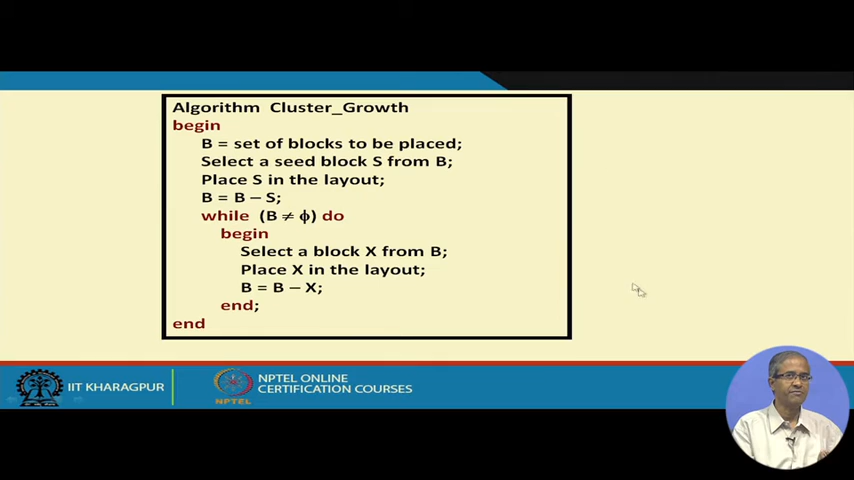 Algorithm Cluster_Growth
begin
B = set of blocks to be placed;
Select a seed block S from B;
Place S in the layout;
B = B – S;
while (B ≠ ϕ) do
begin
Select a block X from B;
Place X in the layout;
B = B – X;
end;
end
IIT KHARAGPUR
NPTEL
NPTEL ONLINE
CERTIFICATION COURSES